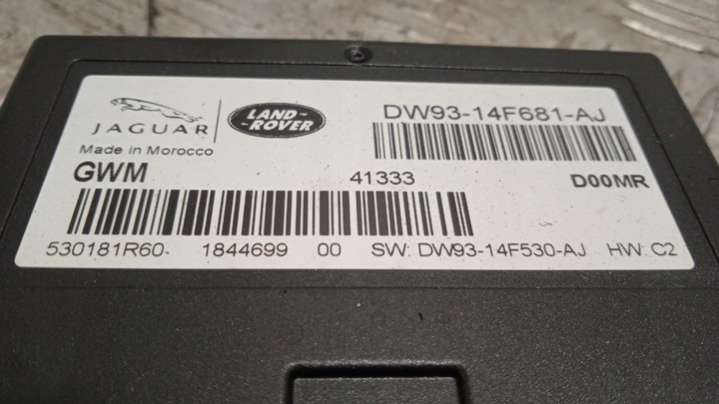 JAGUAR
LAND-
-ROVER
DW93-14F681-AJ
Made in Morocco
GWM
41333
D00MR
530181R60- 1844699 00 SW: DW93-14F530-AJ HW: C2